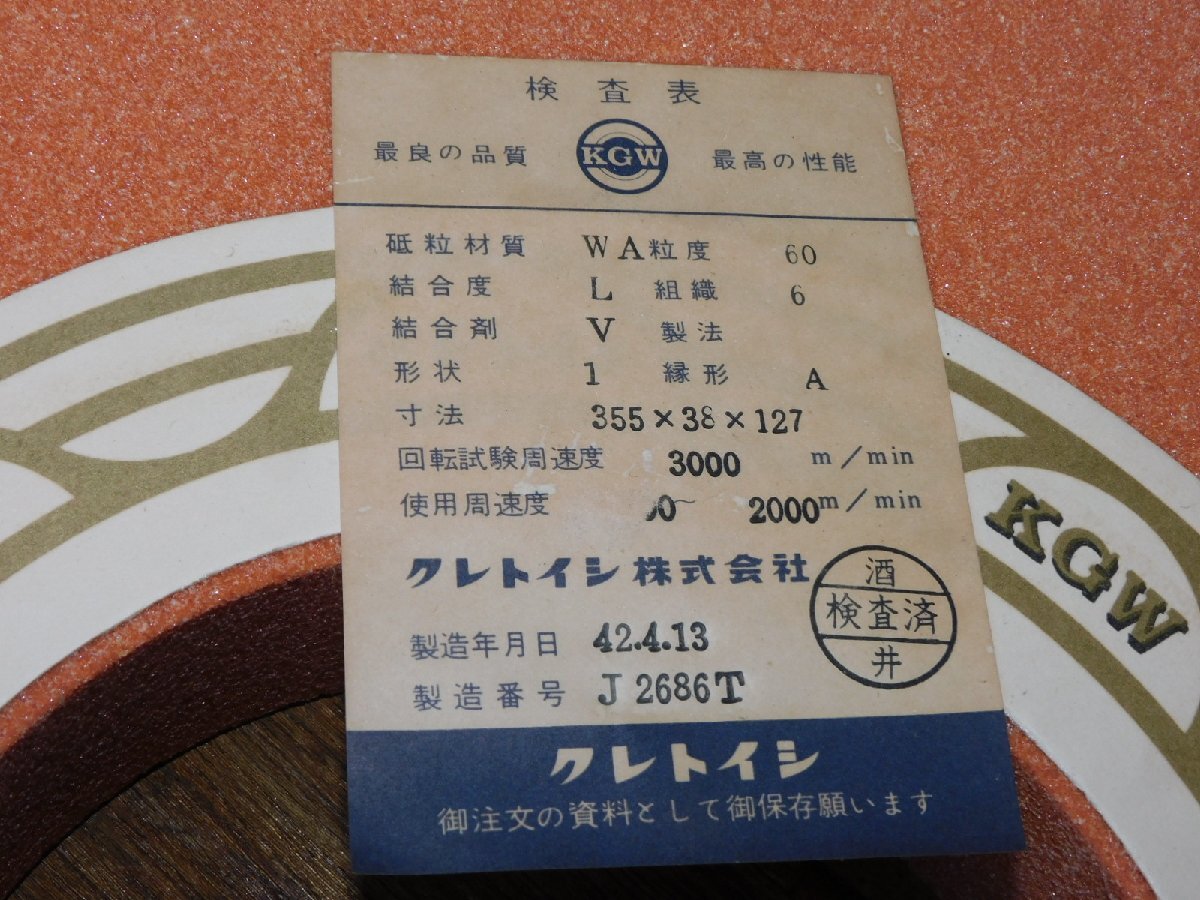 検査表
最良の品質 KGW 最高の性能
砥粒材質 WA 粒度 60
結合度 L 組織 6
結合剤 V 製法
形状 1 縁形 A
寸法 355×38×127
回転試験周速度 3000 m/min
使用周速度 0~ 2000 m/min
クレトイシ株式会社
酒
検査済
井
製造年月日 42.4.13
製造番号 J 2686T
クレトイシ
御注文の資料として御保存願います
KGW